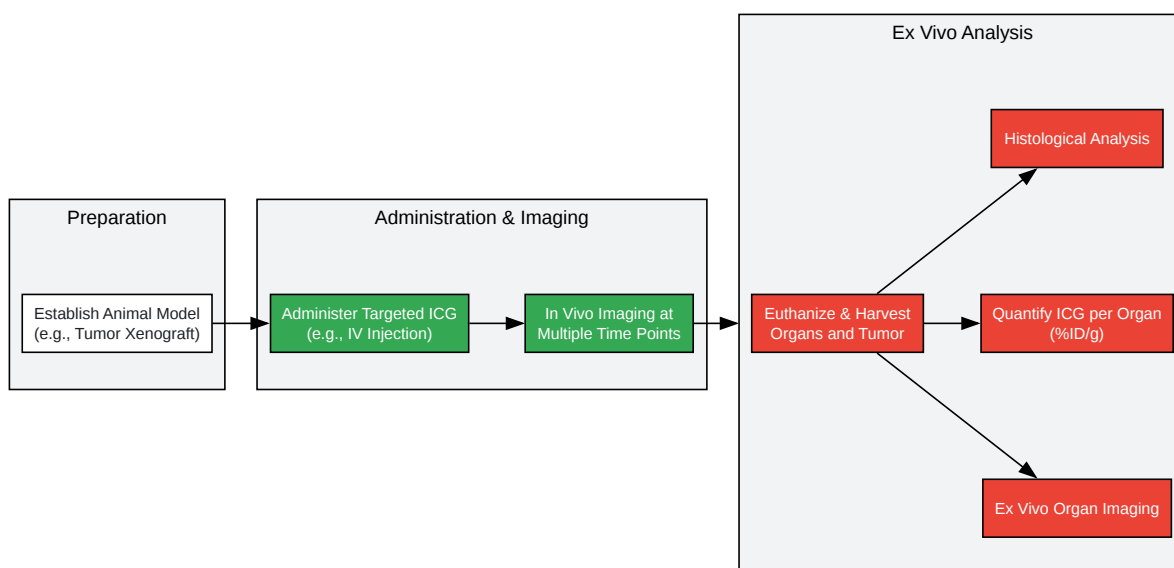 Preparation
Establish Animal Model
(e.g., Tumor Xenograft)
Administration & Imaging
Administer Targeted ICG
(e.g., IV Injection)
In Vivo Imaging at
Multiple Time Points
Ex Vivo Analysis
Euthanize & Harvest
Organs and Tumor
Histological Analysis
Quantify ICG per Organ
(%ID/g)
Ex Vivo Organ Imaging